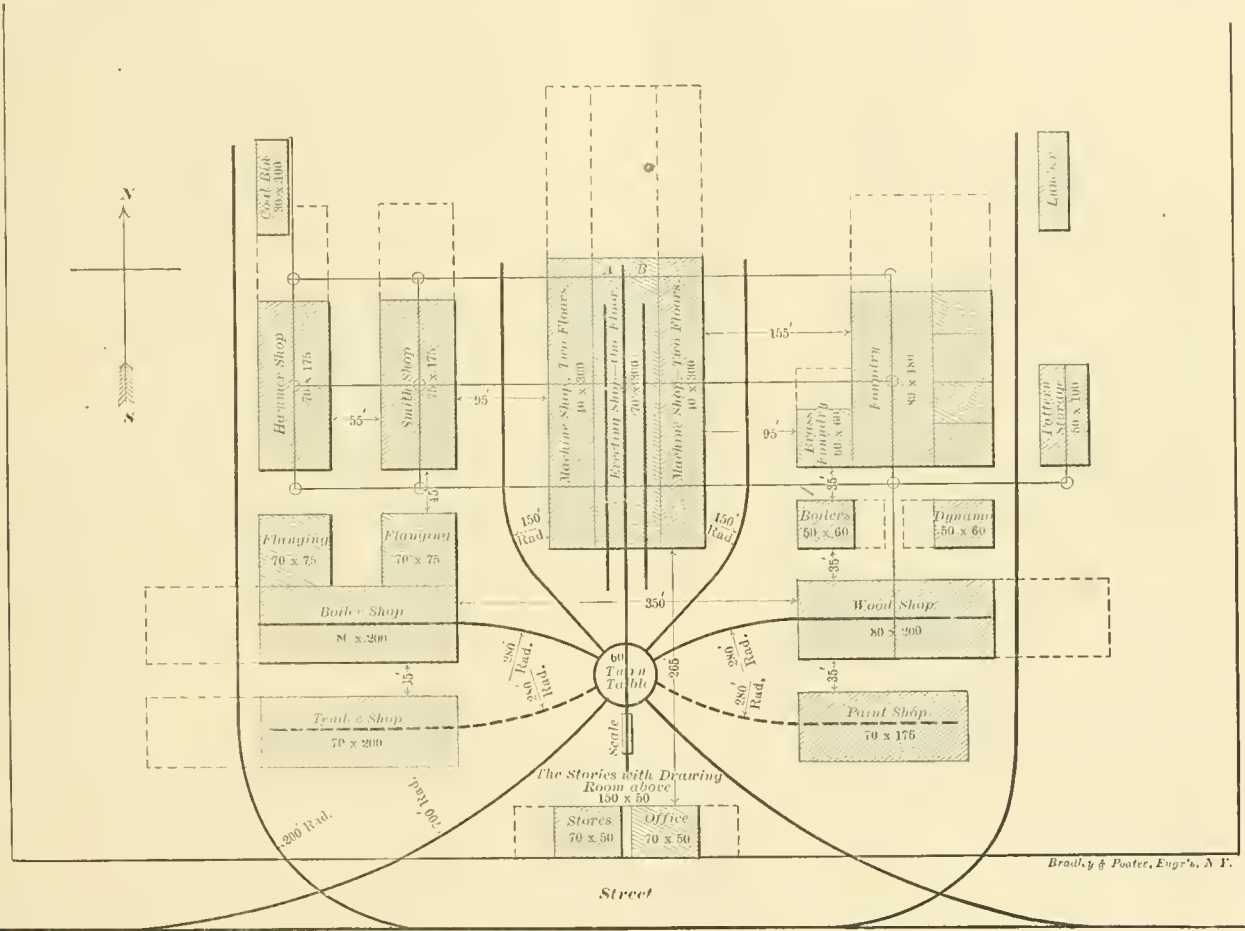 N
S
Coal Bin
30 x 100
Lumber
Hammer Shop
70 x 175
Smith Shop
75 x 175
55'
95'
Machine Shop, Two Floors
40 x 300
A
B
Erecting Shop—One Floor
70 x 300
Machine Shop—Two Floors
40 x 300
155'
95'
Foundry
80 x 180
Brass
Foundry
60 x 60
Pattern
Storage
50 x 100
45'
35'
Flanging
70 x 75
Flanging
70 x 75
150'
Rad.
150'
Rad.
Boilers
50 x 60
Dynamo
50 x 60
35'
350'
Boiler Shop
80 x 200
Wood Shop
80 x 200
280' Rad.
280' Rad.
60'
Turn
Table
265'
280' Rad.
280' Rad.
35'
35'
Tender Shop
70 x 200
Paint Shop
70 x 175
Scale
The Stories with Drawing
Room above
150 x 50
200' Rad.
700' Rad.
Stores
70 x 50
Office
70 x 50
Street
Bradley & Poates, Engr's, N.Y.